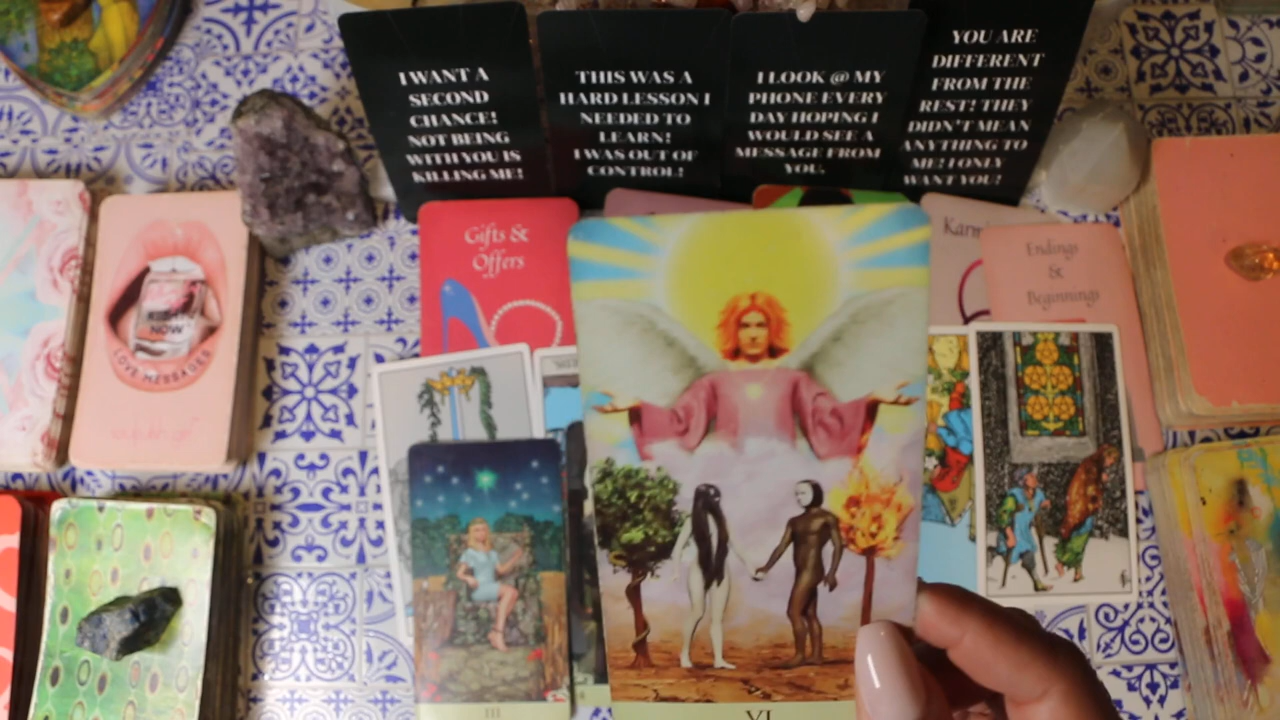 I WANT A
SECOND
CHANCE!
NOT BEING
WITH YOU IS
KILLING ME!
THIS WAS A
HARD LESSON I
NEEDED TO
LEARN!
I WAS OUT OF
CONTROL!
I LOOK @ MY
PHONE EVERY
DAY HOPING I
WOULD SEE A
MESSAGE FROM
YOU.
YOU ARE
DIFFERENT
FROM THE
REST! THEY
DIDN'T MEAN
ANYTHING TO
ME! I ONLY
WANT YOU!
Gifts &
Offers
Endings
&
Beginnings
NOW
LOVE MESSAGES
III
VI